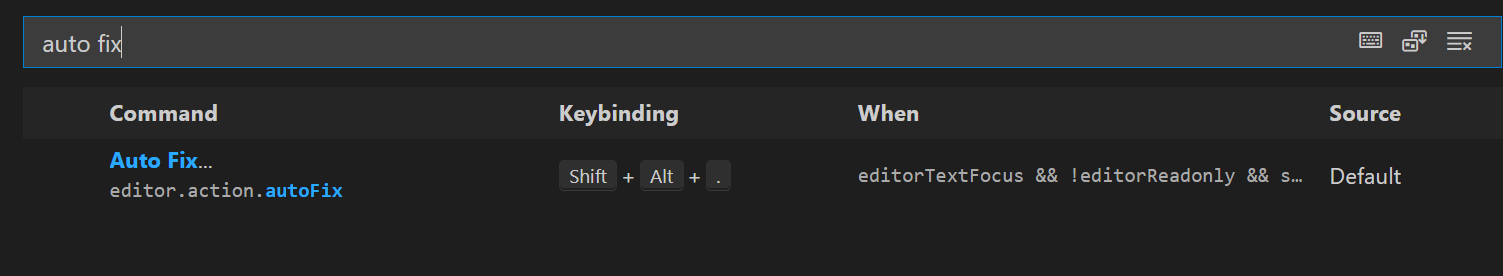 auto fix
Command Keybinding When Source
Auto Fix...
editor.action.autoFix
Shift + Alt + . editorTextFocus && !editorReadonly && s… Default